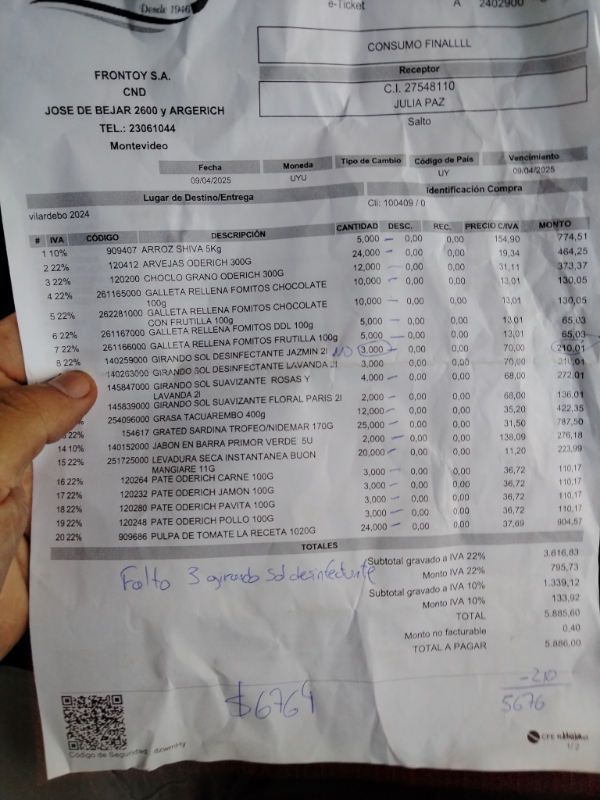 Desde 1946
e-Ticket A 2402900
CONSUMO FINALLLL
Receptor
C.I. 27548110
JULIA PAZ
Salto
FRONTOY S.A.
CND
JOSE DE BEJAR 2600 y ARGERICH
TEL.: 23061044
Montevideo
Fecha Moneda Tipo de Cambio Código de País Vencimiento
09/04/2025 UYU UY 09/04/2025
Lugar de Destino/Entrega Identificación Compra
vilardebo 2024 Cli: 100409 / 0
# IVA CÓDIGO DESCRIPCIÓN CANTIDAD DESC. REC. PRECIO C/IVA MONTO
1 10% 909407 ARROZ SHIVA 5Kg 5,000 0,00 0,00 154,90 774,51
2 22% 120412 ARVEJAS ODERICH 300G 24,000 0,00 0,00 19,34 464,25
3 22% 120200 CHOCLO GRANO ODERICH 300G 12,000 0,00 0,00 31,11 373,37
4 22% 261165000 GALLETA RELLENA FOMITOS CHOCOLATE 10,000 0,00 0,00 13,01 130,05
100g
5 22% 262281000 GALLETA RELLENA FOMITOS CHOCOLATE 10,000 0,00 0,00 13,01 130,05
CON FRUTILLA 100g
6 22% 261167000 GALLETA RELLENA FOMITOS DDL 100g 5,000 0,00 0,00 13,01 65,03
7 22% 261166000 GALLETA RELLENA FOMITOS FRUTILLA 100g 5,000 0,00 0,00 13,01 65,03
8 22% 140259000 GIRANDO SOL DESINFECTANTE JAZMIN 2l NO 3,000 0,00 0,00 70,00 210,01
140263000 GIRANDO SOL DESINFECTANTE LAVANDA 2l 3,000 0,00 0,00 70,00 210,01
145847000 GIRANDO SOL SUAVIZANTE ROSAS Y 4,000 0,00 0,00 68,00 272,01
LAVANDA 2l
145839000 GIRANDO SOL SUAVIZANTE FLORAL PARIS 2l 2,000 0,00 0,00 68,00 136,01
22% 254096000 GRASA TACUAREMBO 400g 12,000 0,00 0,00 35,20 422,35
22% 154617 GRATED SARDINA TROFEO/NIDEMAR 170G 25,000 0,00 0,00 31,50 787,50
14 10% 140152000 JABON EN BARRA PRIMOR VERDE 5U 2,000 0,00 0,00 138,09 276,18
15 22% 251725000 LEVADURA SECA INSTANTANEA BUON 20,000 0,00 0,00 11,20 223,99
MANGIARE 11G
16 22% 120264 PATE ODERICH CARNE 100G 3,000 0,00 0,00 36,72 110,17
17 22% 120232 PATE ODERICH JAMON 100G 3,000 0,00 0,00 36,72 110,17
18 22% 120280 PATE ODERICH PAVITA 100G 3,000 0,00 0,00 36,72 110,17
19 22% 120248 PATE ODERICH POLLO 100G 3,000 0,00 0,00 36,72 110,17
20 22% 909686 PULPA DE TOMATE LA RECETA 1020G 24,000 0,00 0,00 37,69 904,57
TOTALES
Subtotal gravado a IVA 22% 3.616,83
Monto IVA 22% 795,73
Subtotal gravado a IVA 10% 1.339,12
Monto IVA 10% 133,92
TOTAL 5.885,60
Monto no facturable 0,40
TOTAL A PAGAR 5.886,00
Falto 3 girando Sol desinfectante
-210
5676
$6764
Código de Seguridad
1/2